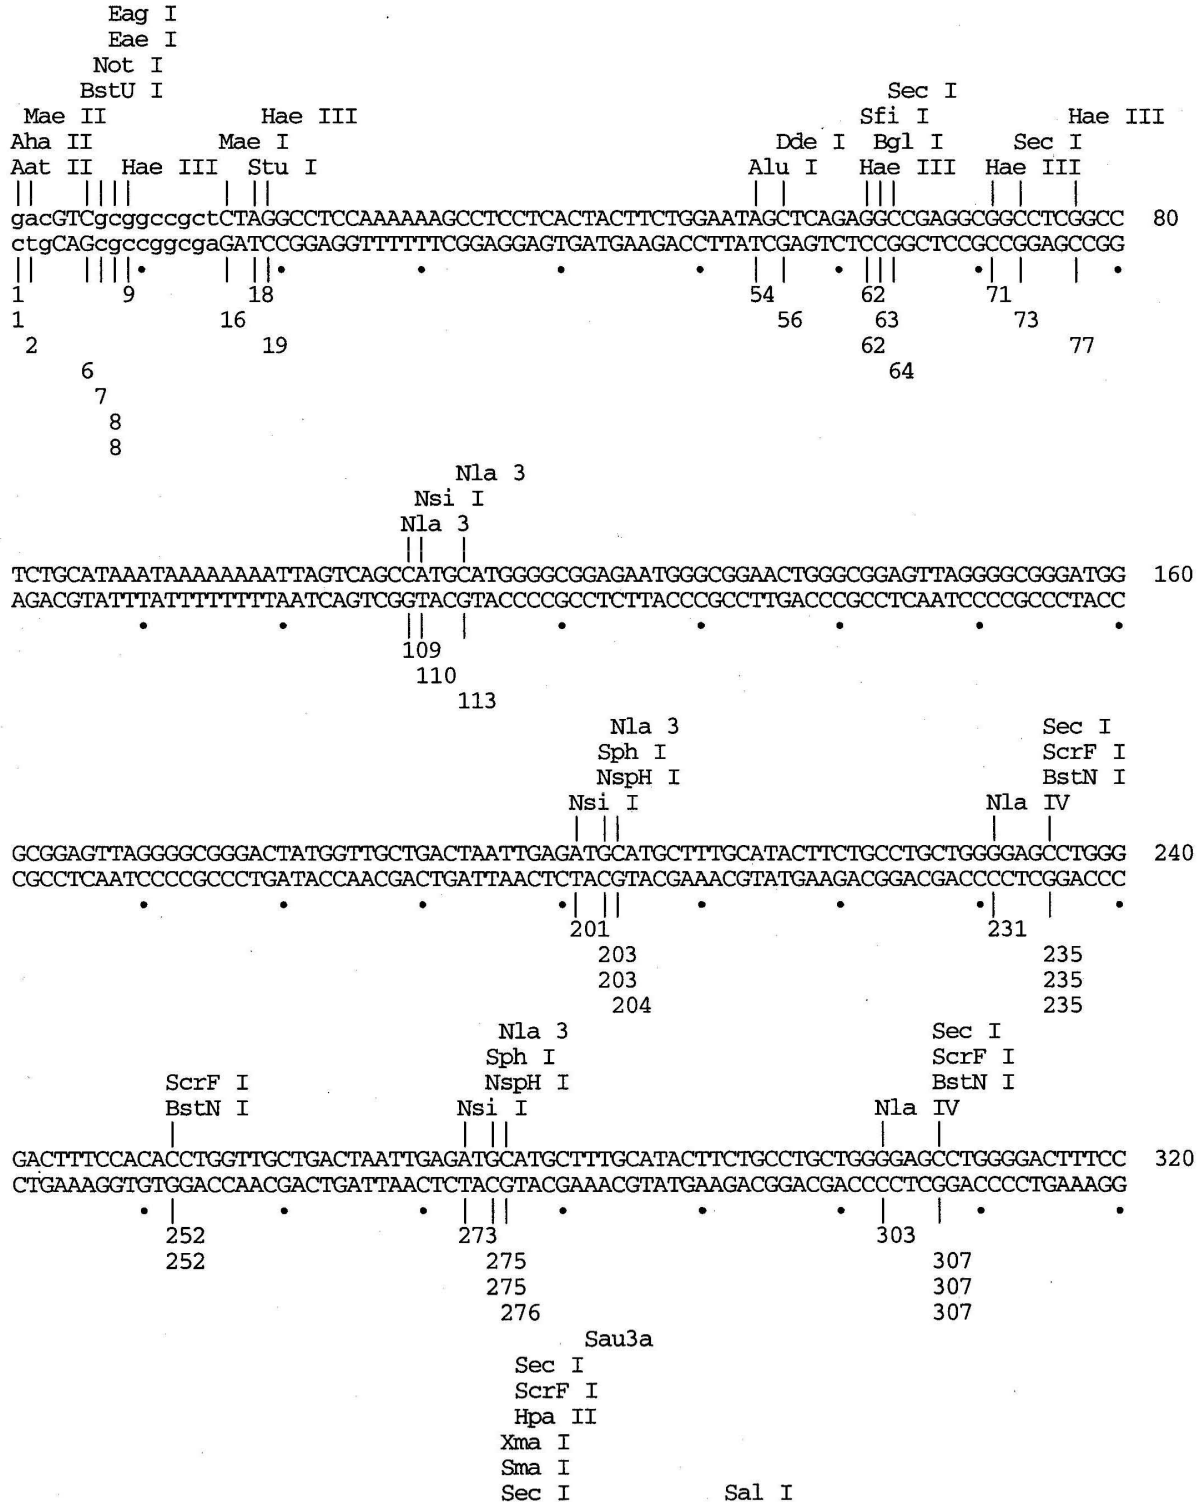 Eag I
Eae I
Not I
BstU I Sec I
Mae II Hae III Sfi I Hae III
Aha II Mae I Dde I Bgl I Sec I
Aat II Hae III Stu I Alu I Hae III Hae III
gacGTCgcggccgctCTAGGCCTCCAAAAAAGCCTCCTCACTACTTCTGGAATAGCTCAGAGGCCGAGGCGGCCTCGGCC 80
ctgCAGcgccggcgaGATCCGGAGGTTTTTTCGGAGGAGTGATGAAGACCTTATCGAGTCTCCGGCTCCGCCGGAGCCGG
1 9 18 54 62 71
1 16 56 63 73
2 19 62 77
6 64
7
8
8
Nla 3
Nsi I
Nla 3
TCTGCATAAATAAAAAAAATTAGTCAGCCATGCATGGGGCGGAGAATGGGCGGAACTGGGCGGAGTTAGGGGCGGGATGG 160
AGACGTATTTATTTTTTTTAATCAGTCGGTACGTACCCCGCCTCTTACCCGCCTTGACCCGCCTCAATCCCCGCCCTACC
109
110
113
Nla 3 Sec I
Sph I ScrF I
NspH I BstN I
Nsi I Nla IV
GCGGAGTTAGGGGCGGGACTATGGTTGCTGACTAATTGAGATGCATGCTTTGCATACTTCTGCCTGCTGGGGAGCCTGGG 240
CGCCTCAATCCCCGCCCTGATACCAACGACTGATTAACTCTACGTACGAAACGTATGAAGACGGACGACCCCTCGGACCC
201 231
203 235
203 235
204 235
Nla 3 Sec I
Sph I ScrF I
ScrF I NspH I BstN I
BstN I Nsi I Nla IV
GACTTTCCACACCTGGTTGCTGACTAATTGAGATGCATGCTTTGCATACTTCTGCCTGCTGGGGAGCCTGGGGACTTTCC 320
CTGAAAGGTGTGGACCAACGACTGATTAACTCTACGTACGAAACGTATGAAGACGGACGACCCCTCGGACCCCTGAAAGG
252 273 303
252 275 307
275 307
276 307
Sau3a
Sec I
ScrF I
Hpa II
Xma I
Sma I
Sec I Sal I